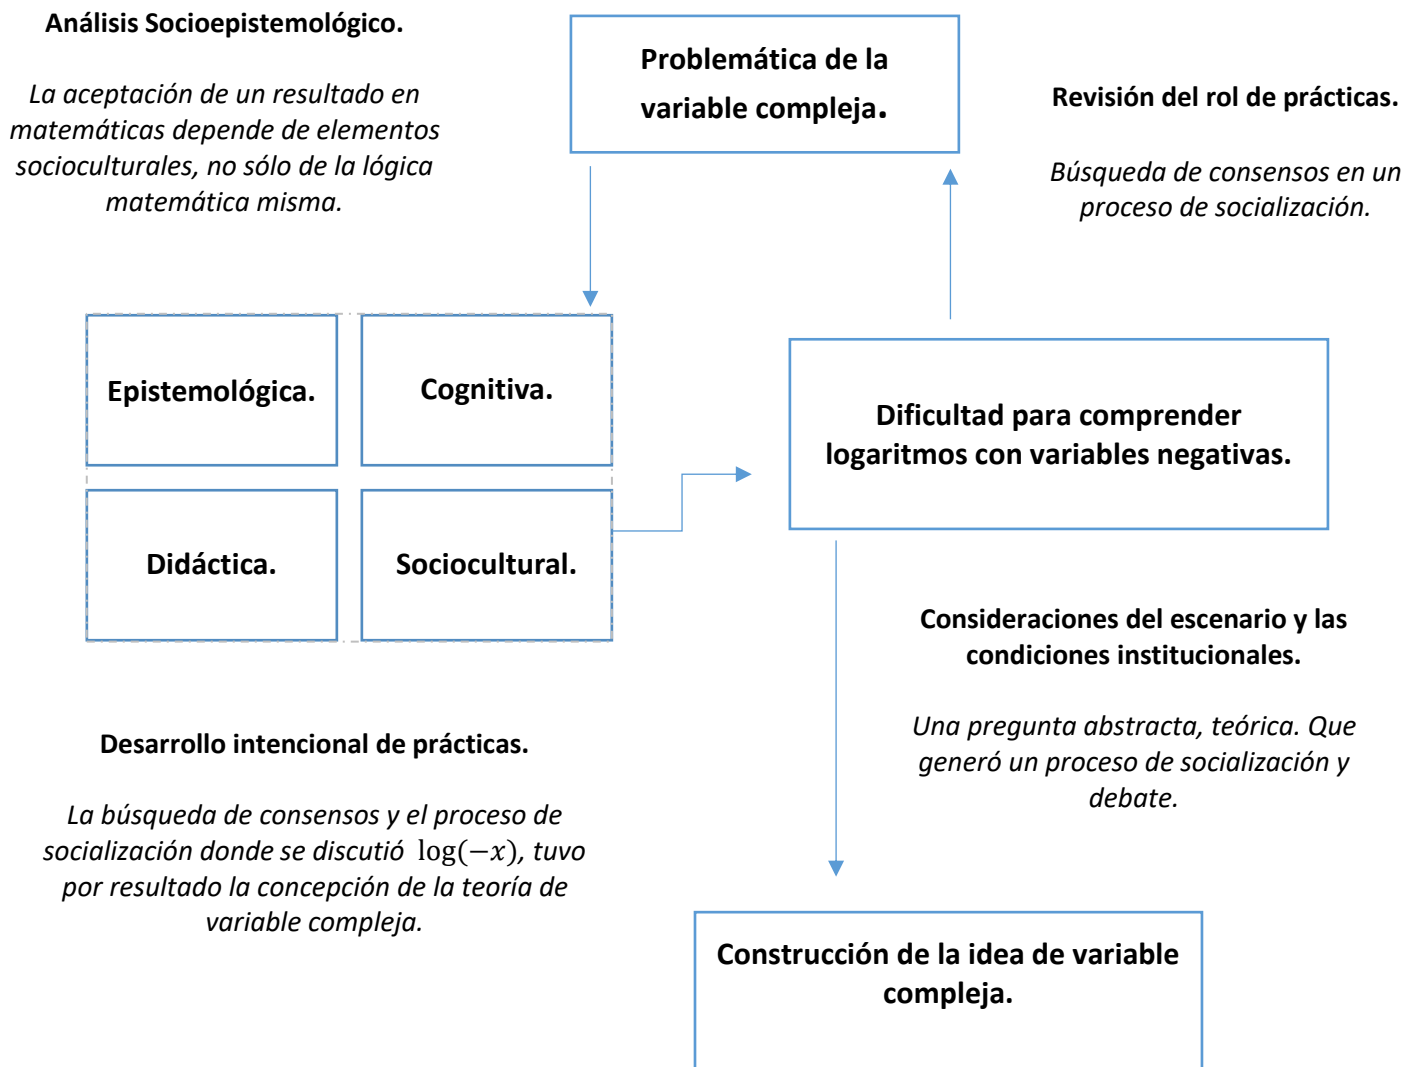 Análisis Socioepistemológico.
La aceptación de un resultado en
matemáticas depende de elementos
socioculturales, no sólo de la lógica
matemática misma.
Problemática de la
variable compleja.
Revisión del rol de prácticas.
Búsqueda de consensos en un
proceso de socialización.
Epistemológica.
Cognitiva.
Didáctica.
Sociocultural.
Dificultad para comprender
logaritmos con variables negativas.
Desarrollo intencional de prácticas.
La búsqueda de consensos y el proceso de
socialización donde se discutió log(−x), tuvo
por resultado la concepción de la teoría de
variable compleja.
Consideraciones del escenario y las
condiciones institucionales.
Una pregunta abstracta, teórica. Que
generó un proceso de socialización y
debate.
Construcción de la idea de variable
compleja.